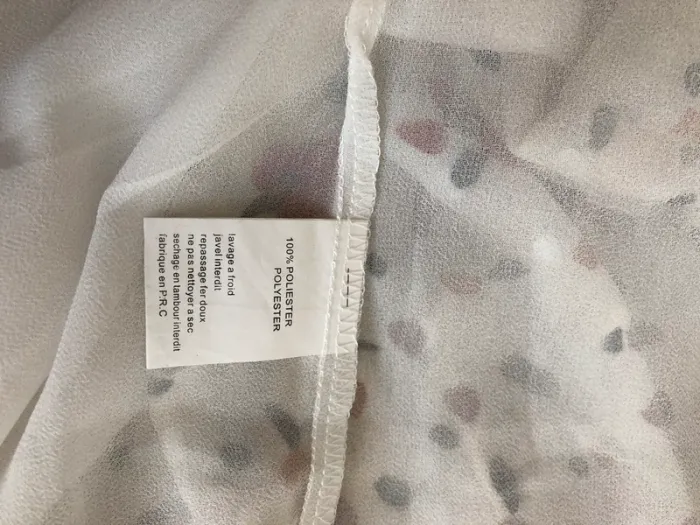 100% POLIESTER
POLYESTER
lavage a froid
javel interdit
repassage fer doux
ne pas nettoyer a sec
sechage en tambour interdit
fabrique en P.R.C